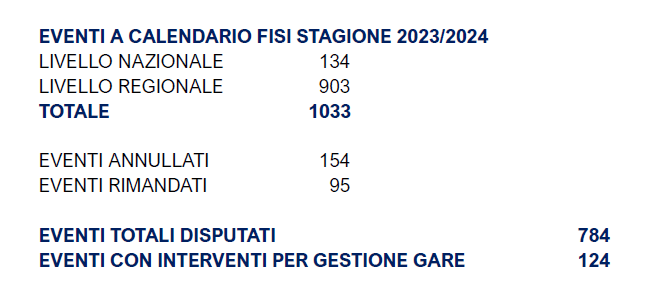 EVENTI A CALENDARIO FISI STAGIONE 2023/2024
LIVELLO NAZIONALE 134
LIVELLO REGIONALE 903
TOTALE 1033
EVENTI ANNULLATI 154
EVENTI RIMANDATI 95
EVENTI TOTALI DISPUTATI 784
EVENTI CON INTERVENTI PER GESTIONE GARE 124